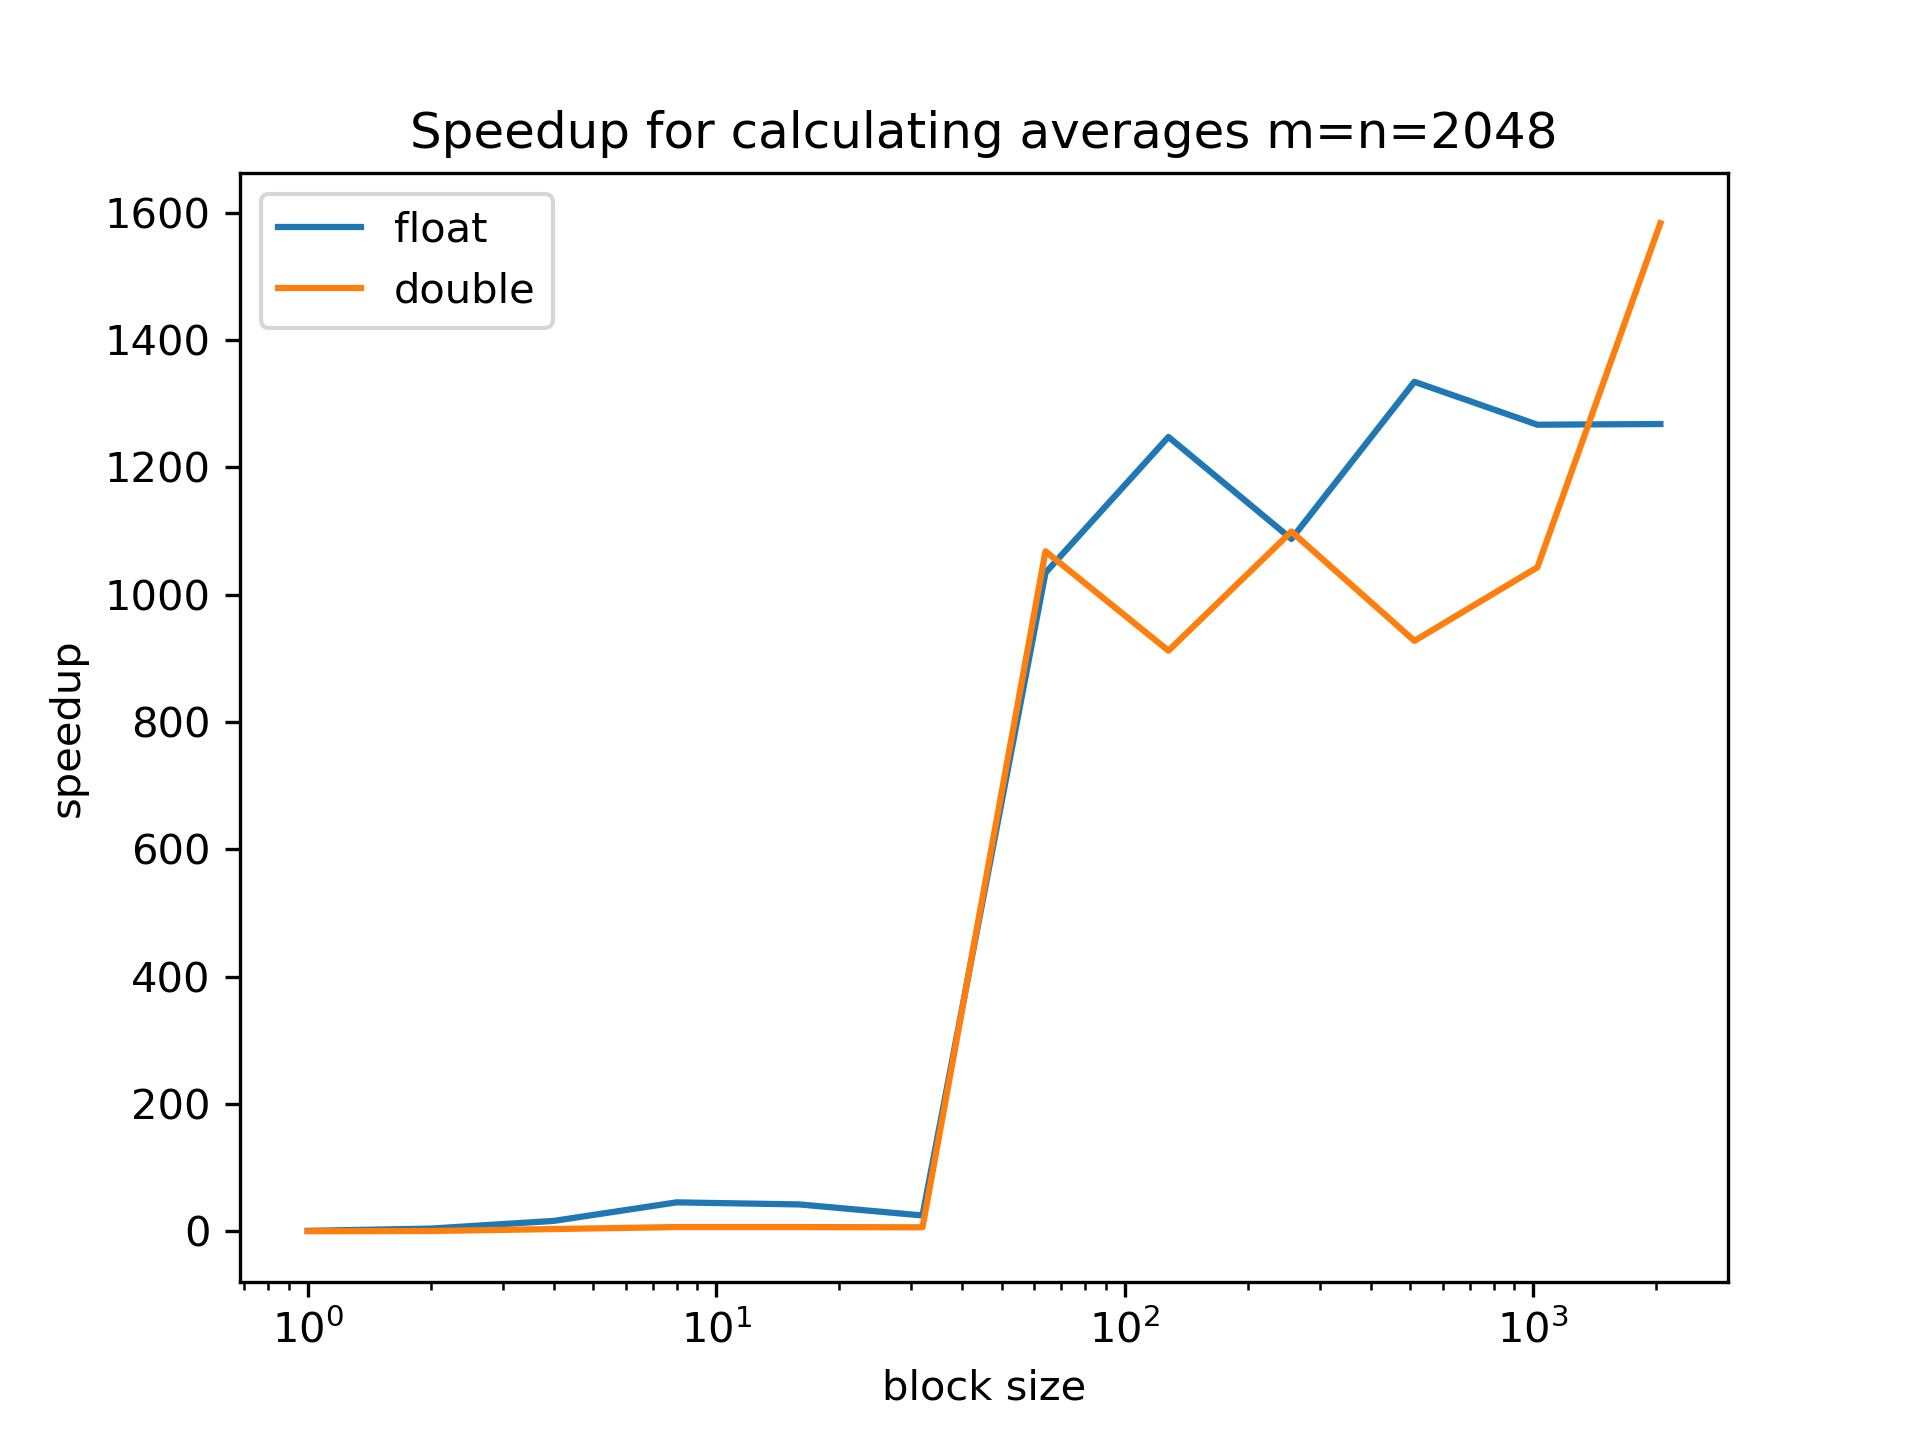 Speedup for calculating averages m=n=2048
float
double
1600
1400
1200
1000
800
600
400
200
0
speedup
10⁰ 10¹ 10² 10³
block size